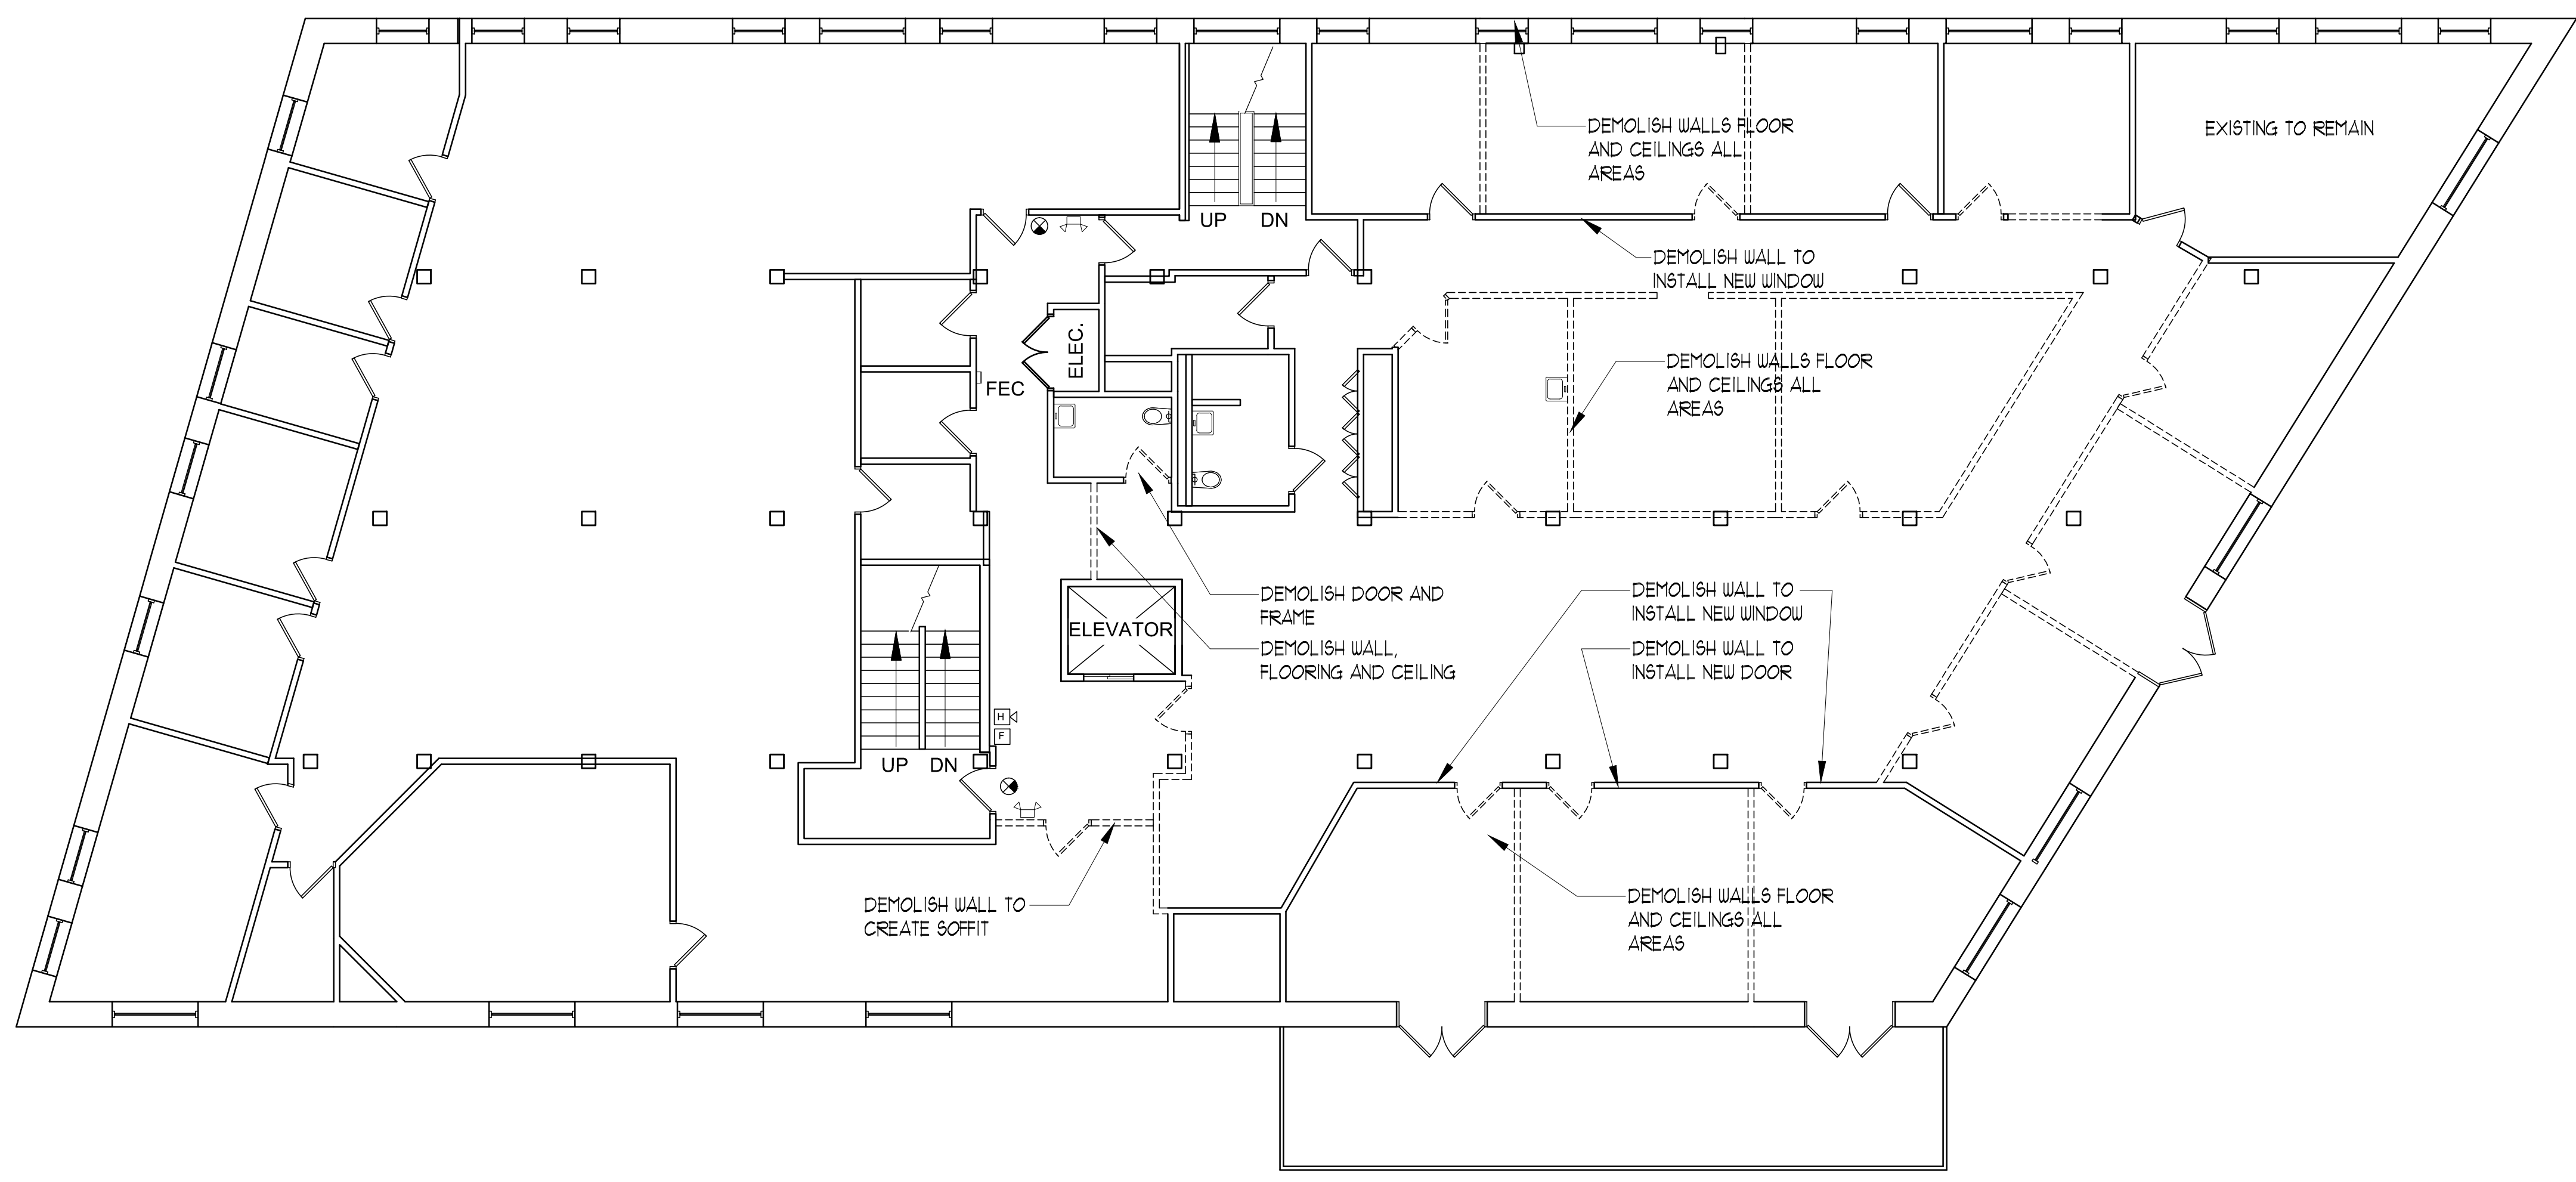 DEMOLISH WALLS FLOOR
AND CEILINGS ALL
AREAS
EXISTING TO REMAIN
UP
DN
DEMOLISH WALL TO
INSTALL NEW WINDOW
ELEC.
FEC
DEMOLISH WALLS FLOOR
AND CEILINGS ALL
AREAS
DEMOLISH DOOR AND
FRAME
DEMOLISH WALL TO
INSTALL NEW WINDOW
ELEVATOR
DEMOLISH WALL,
FLOORING AND CEILING
DEMOLISH WALL TO
INSTALL NEW DOOR
H
F
UP
DN
DEMOLISH WALL TO
CREATE SOFFIT
DEMOLISH WALLS FLOOR
AND CEILINGS ALL
AREAS